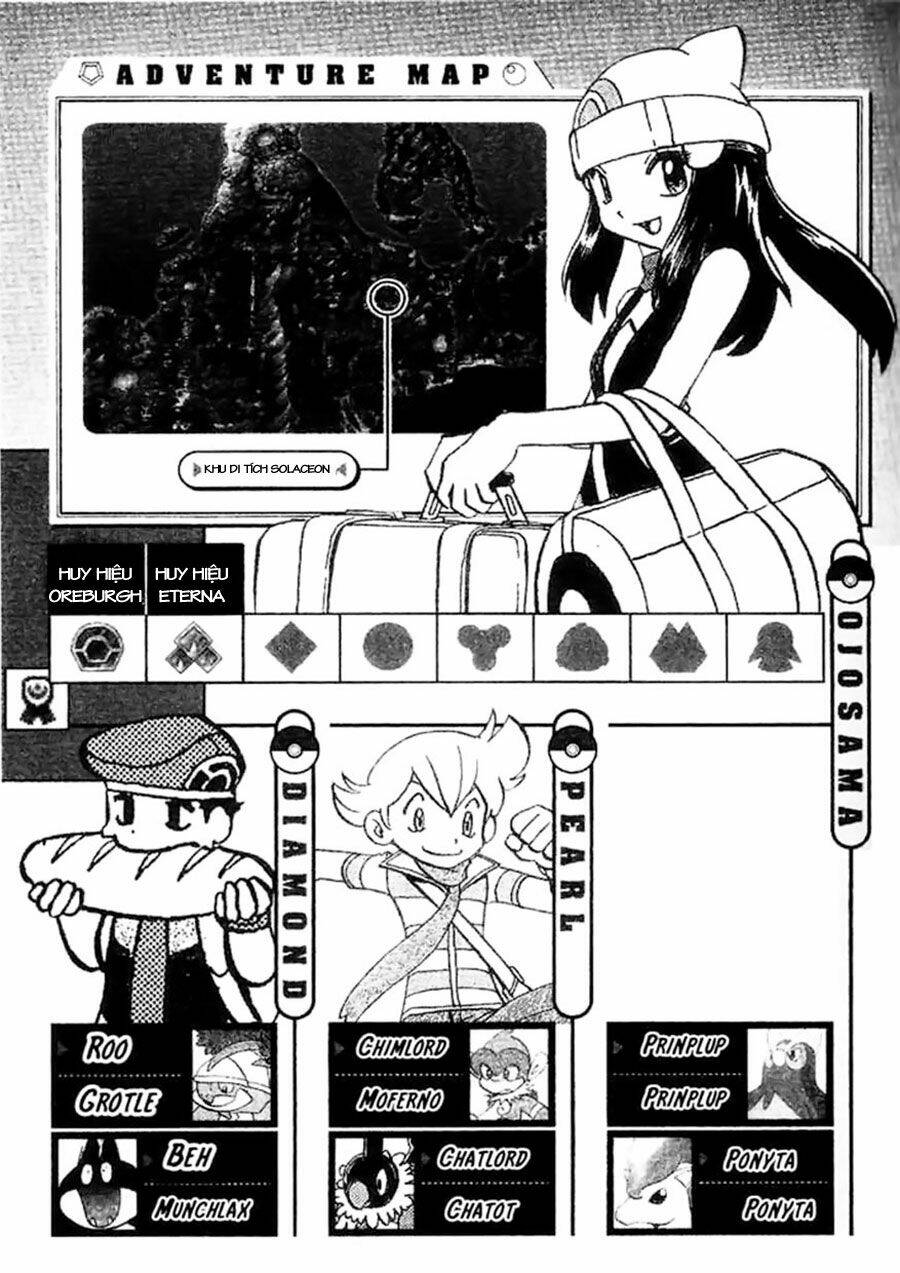 ADVENTURE MAP
KHU DI TÍCH SOLACEON
HUY HIỆU
OREBURGH
HUY HIỆU
ETERNA
OJOSAMA
DIAMOND
PEARL
ROO
GROTLE
BEH
MUNCHLAX
CHIMLORD
MOFERNO
CHATLORD
CHATOT
PRINPLUP
PRINPLUP
PONYTA
PONYTA